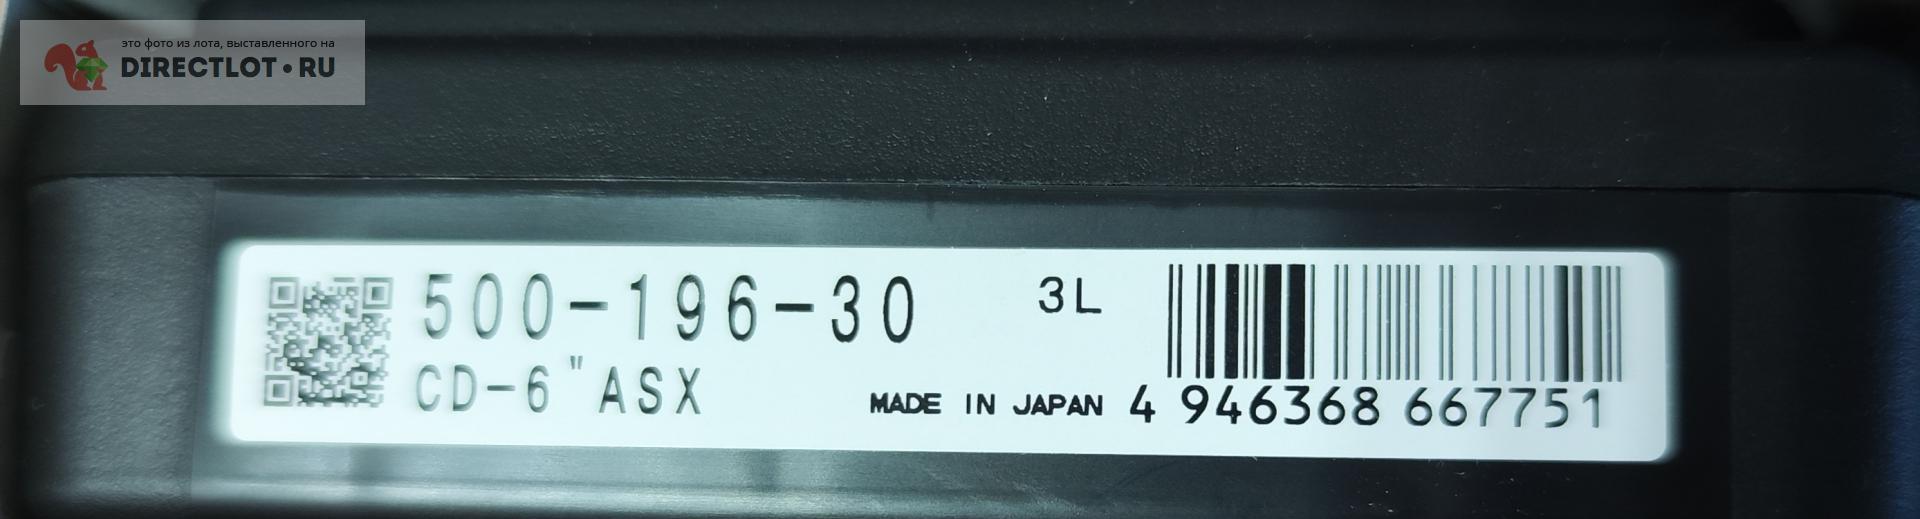 это фото из лота, выставленного на
DIRECTLOT•RU
500-196-30
3L
CD-6"ASX
MADE IN JAPAN
4 946368 667751